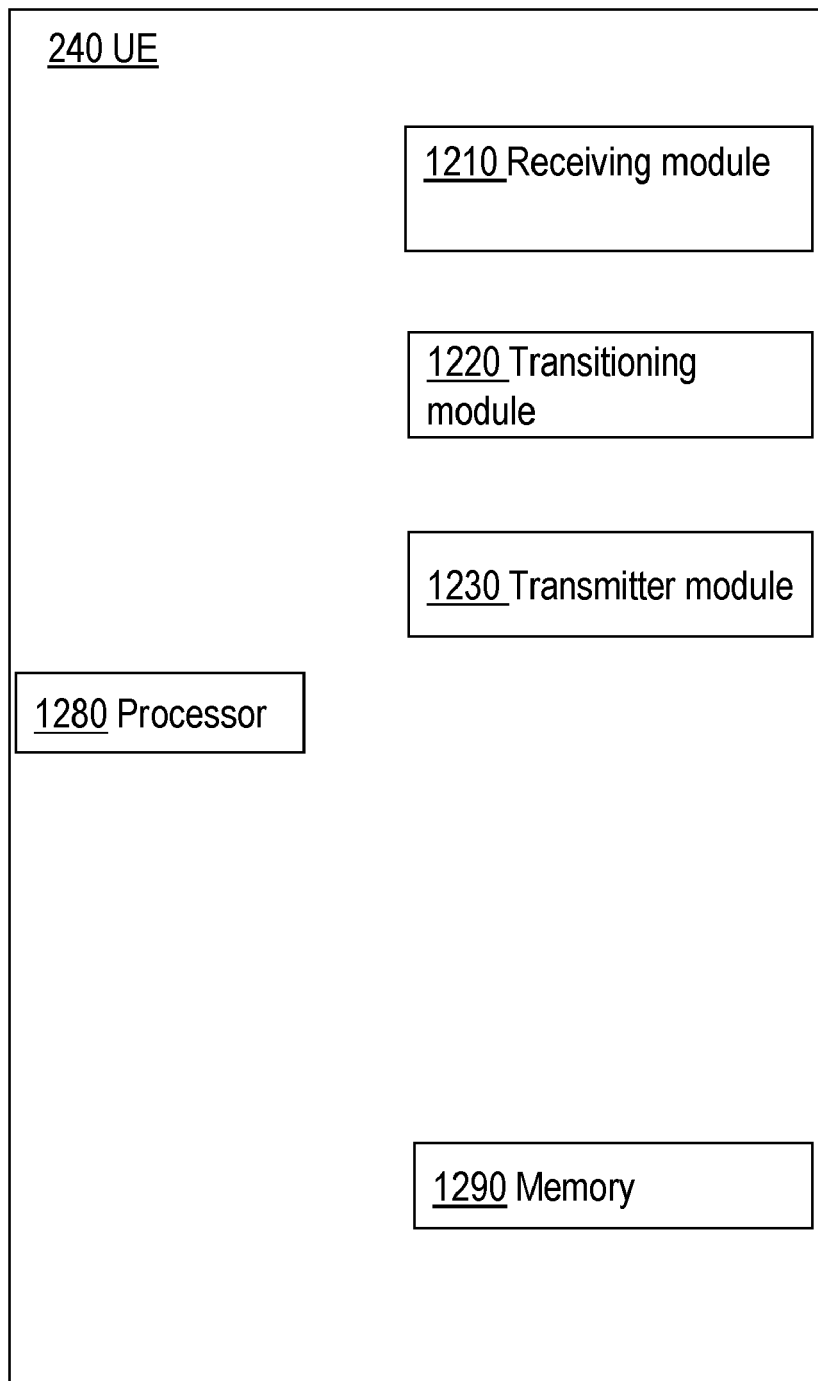 240 UE
1210 Receiving module
1220 Transitioning
module
1230 Transmitter module
1280 Processor
1290 Memory